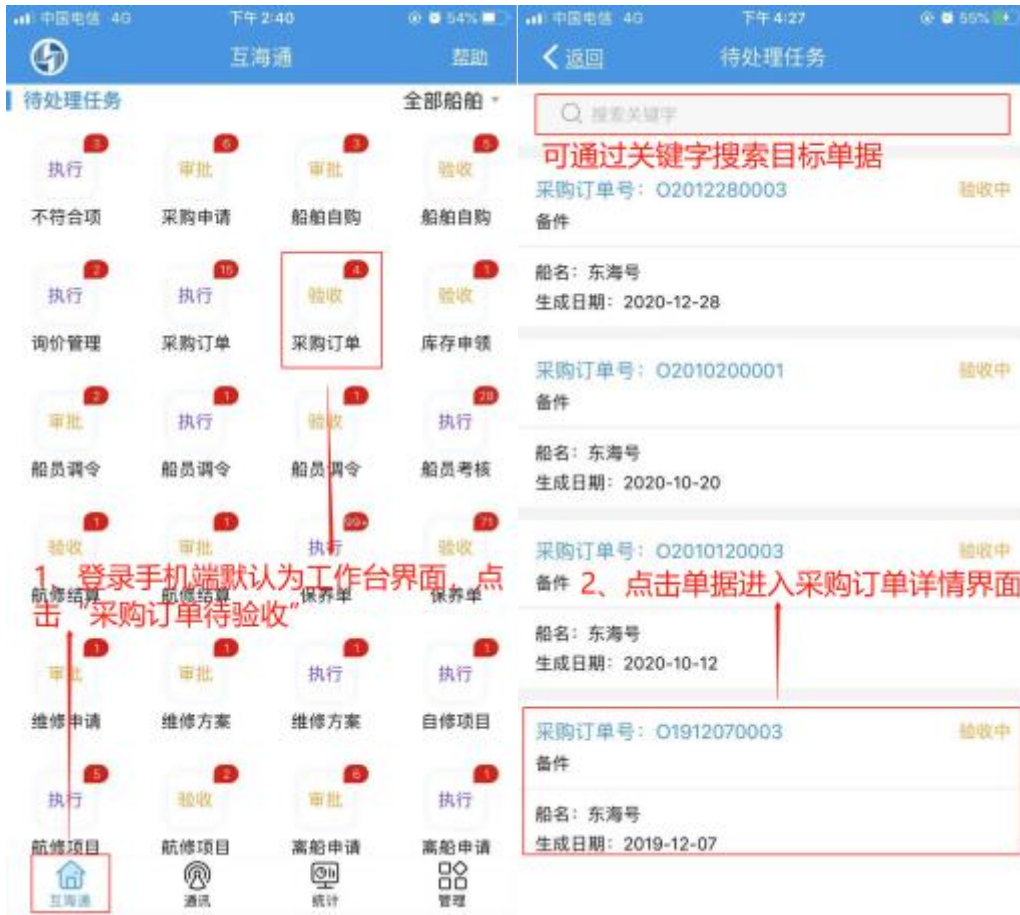 中国电信 4G 下午2:40 54%
互海通 帮助
待处理任务 全部船舶
3 6 3 5
执行 审批 审批 验收
不符合项 采购申请 船舶自购 船舶自购
2 15 4 1
执行 执行 验收 验收
询价管理 采购订单 采购订单 库存申领
2 1 1 28
审批 执行 验收 执行
船员调令 船员调令 船员调令 船员考核
1 1 99+ 71
验收 审批 执行 验收
航修结算 航修结算 保养单 保养单
1、登录手机端默认为工作台界面，点
击“采购订单待验收”
1 1 1 1
审批 审批 执行 执行
维修申请 维修方案 维修方案 自修项目
5 2 6 1
执行 验收 审批 执行
航修项目 航修项目 离船申请 离船申请
互海通 通讯 统计 管理
中国电信 4G 下午4:27 55%
返回 待处理任务
搜索关键字
可通过关键字搜索目标单据
采购订单号：O2012280003 验收中
备件
船名：东海号
生成日期：2020-12-28
采购订单号：O2010200001 验收中
备件
船名：东海号
生成日期：2020-10-20
采购订单号：O2010120003 验收中
备件
2、点击单据进入采购订单详情界面
船名：东海号
生成日期：2020-10-12
采购订单号：O1912070003 验收中
备件
船名：东海号
生成日期：2019-12-07